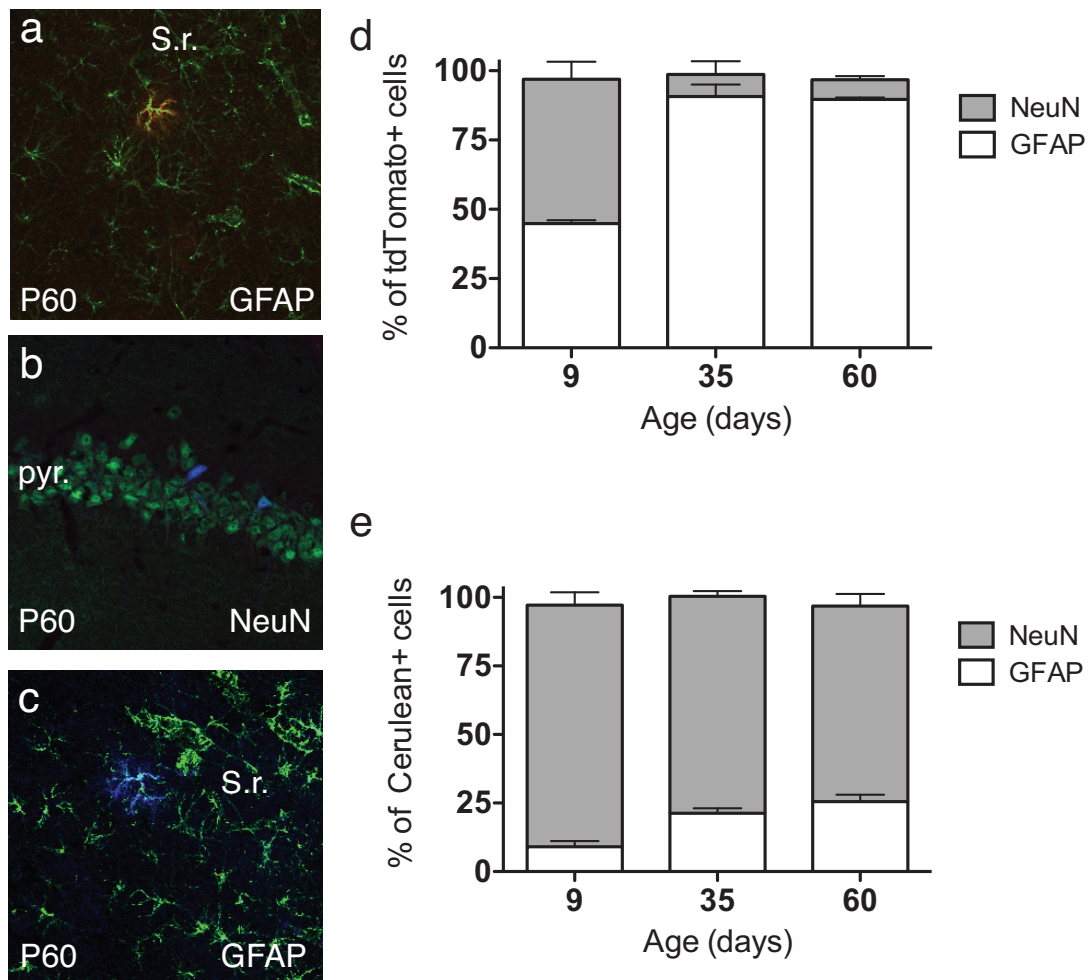 a
S.r.
P60 GFAP
b
pyr.
P60 NeuN
c
S.r.
P60 GFAP
d
% of tdTomato+ cells
100
75
50
25
0
9 35 60
Age (days)
NeuN
GFAP
e
% of Cerulean+ cells
100
75
50
25
0
9 35 60
Age (days)
NeuN
GFAP